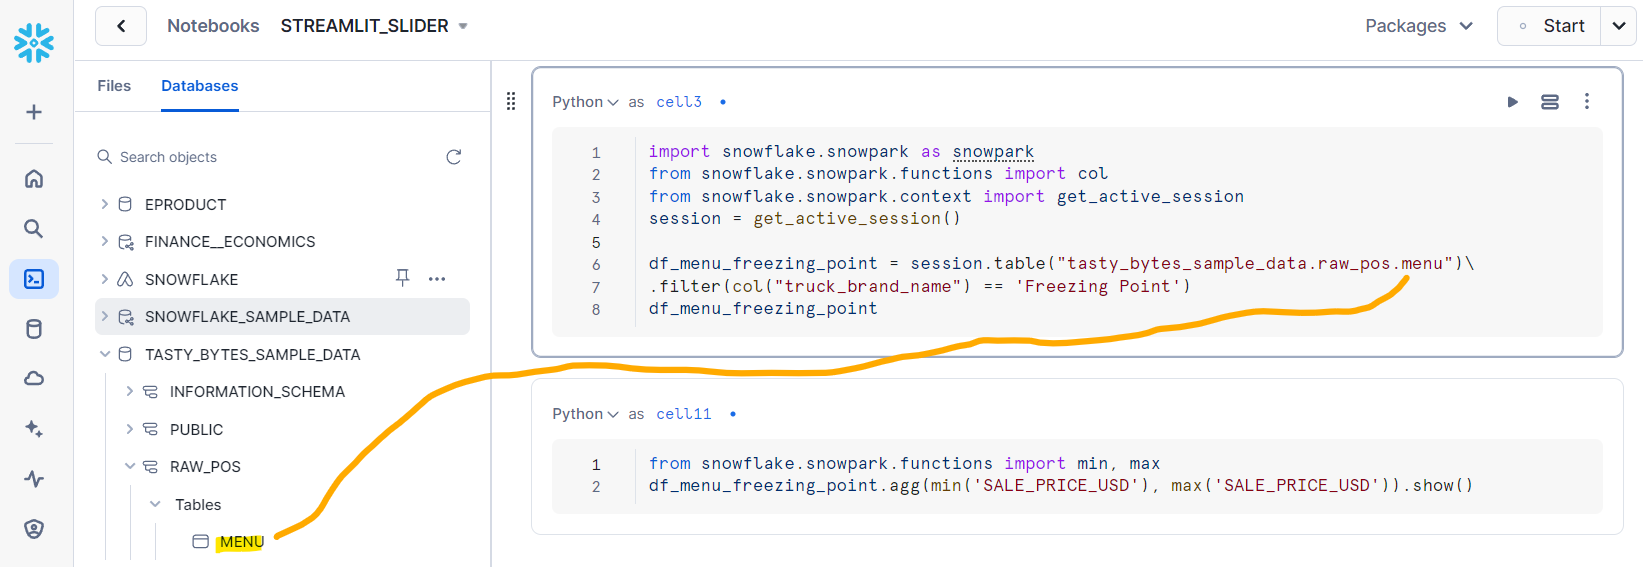 Notebooks STREAMLIT_SLIDER
Packages Start
Files Databases
Search objects
EPRODUCT
FINANCE__ECONOMICS
SNOWFLAKE
SNOWFLAKE_SAMPLE_DATA
TASTY_BYTES_SAMPLE_DATA
INFORMATION_SCHEMA
PUBLIC
RAW_POS
Tables
MENU
Python as cell3
1 import snowflake.snowpark as snowpark
2 from snowflake.snowpark.functions import col
3 from snowflake.snowpark.context import get_active_session
4 session = get_active_session()
5
6 df_menu_freezing_point = session.table("tasty_bytes_sample_data.raw_pos.menu")\
7 .filter(col("truck_brand_name") == 'Freezing Point')
8 df_menu_freezing_point
Python as cell11
1 from snowflake.snowpark.functions import min, max
2 df_menu_freezing_point.agg(min('SALE_PRICE_USD'), max('SALE_PRICE_USD')).show()